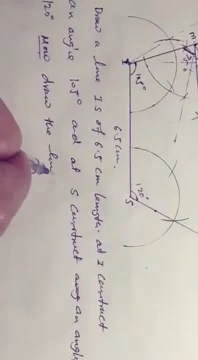 M
I
105°
6.5 cm.
120°
S
Draw a line IS of 6.5 cm length. at I construct
an angle 105° and at S construct an angle
120° Now draw the line